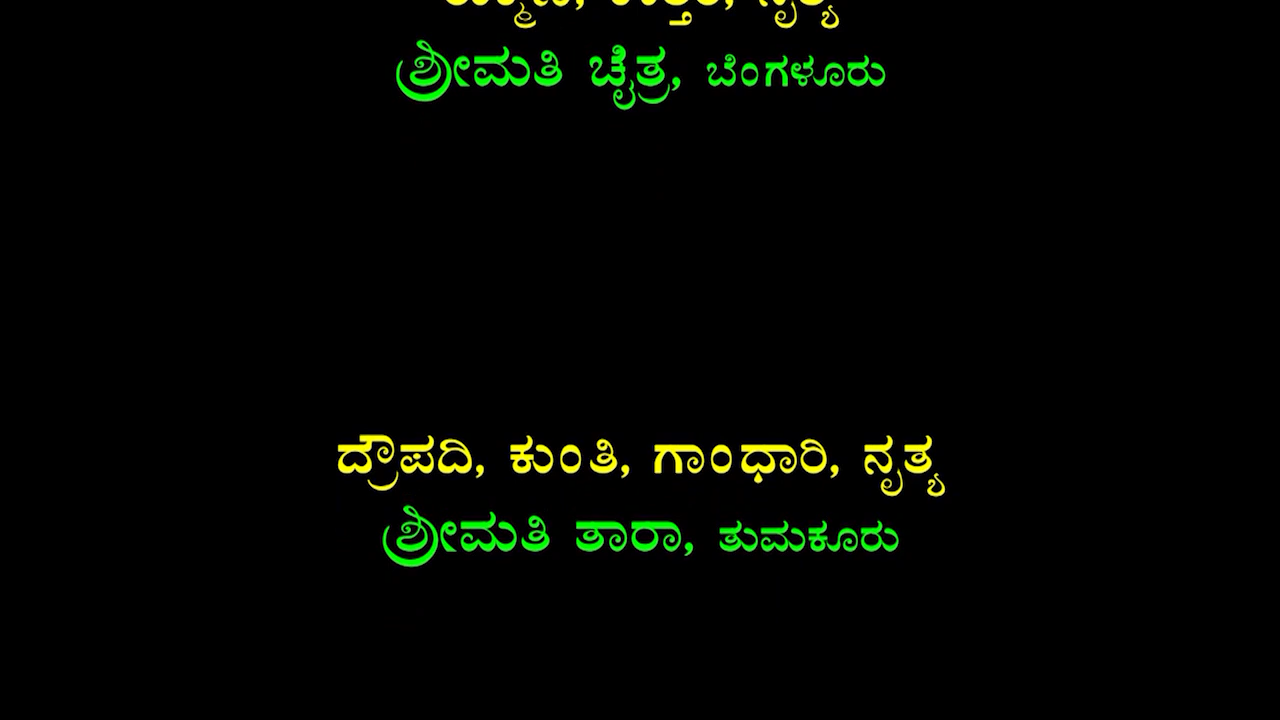 ನೃತ್ಯ
ಶ್ರೀಮತಿ ಚೈತ್ರ, ಬೆಂಗಳೂರು
ದ್ರೌಪದಿ, ಕುಂತಿ, ಗಾಂಧಾರಿ, ನೃತ್ಯ
ಶ್ರೀಮತಿ ತಾರಾ, ತುಮಕೂರು